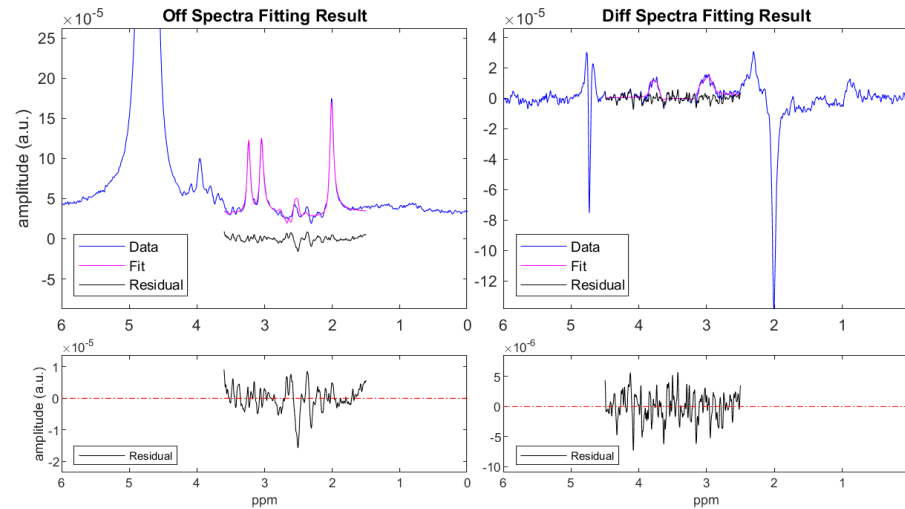 Off Spectra Fitting Result
×10⁻⁵
25
20
15
10
5
0
-5
amplitude (a.u.)
Data
Fit
Residual
6 5 4 3 2 1 0
Diff Spectra Fitting Result
×10⁻⁵
4
2
0
-2
-4
-6
-8
-10
-12
Data
Fit
Residual
6 5 4 3 2 1
×10⁻⁵
1
0
-1
-2
amplitude (a.u.)
Residual
6 5 4 3 2 1 0
ppm
×10⁻⁶
5
0
-5
-10
Residual
6 5 4 3 2 1
ppm